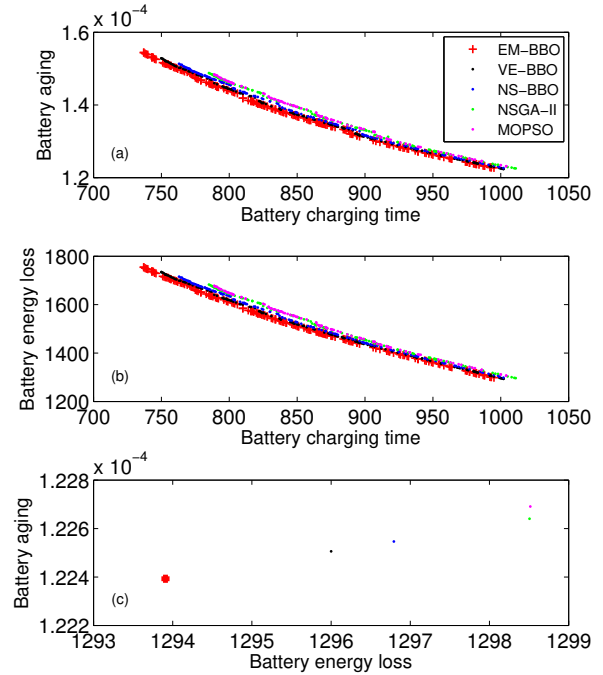 x 10⁻⁴
1.6
1.4
1.2
Battery aging
(a)
EM−BBO
VE−BBO
NS−BBO
NSGA−II
MOPSO
700 750 800 850 900 950 1000 1050
Battery charging time
1800
1600
1400
1200
Battery energy loss
(b)
700 750 800 850 900 950 1000 1050
Battery charging time
x 10⁻⁴
1.228
1.226
1.224
1.222
Battery aging
(c)
1293 1294 1295 1296 1297 1298 1299
Battery energy loss